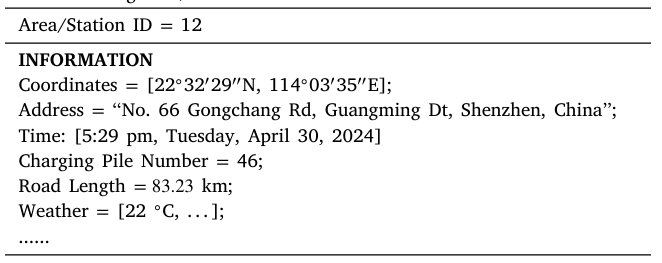 Area/Station ID = 12
INFORMATION
Coordinates = [22°32′29″N, 114°03′35″E];
Address = “No. 66 Gongchang Rd, Guangming Dt, Shenzhen, China”;
Time: [5:29 pm, Tuesday, April 30, 2024]
Charging Pile Number = 46;
Road Length = 83.23 km;
Weather = [22 °C, ...];
......